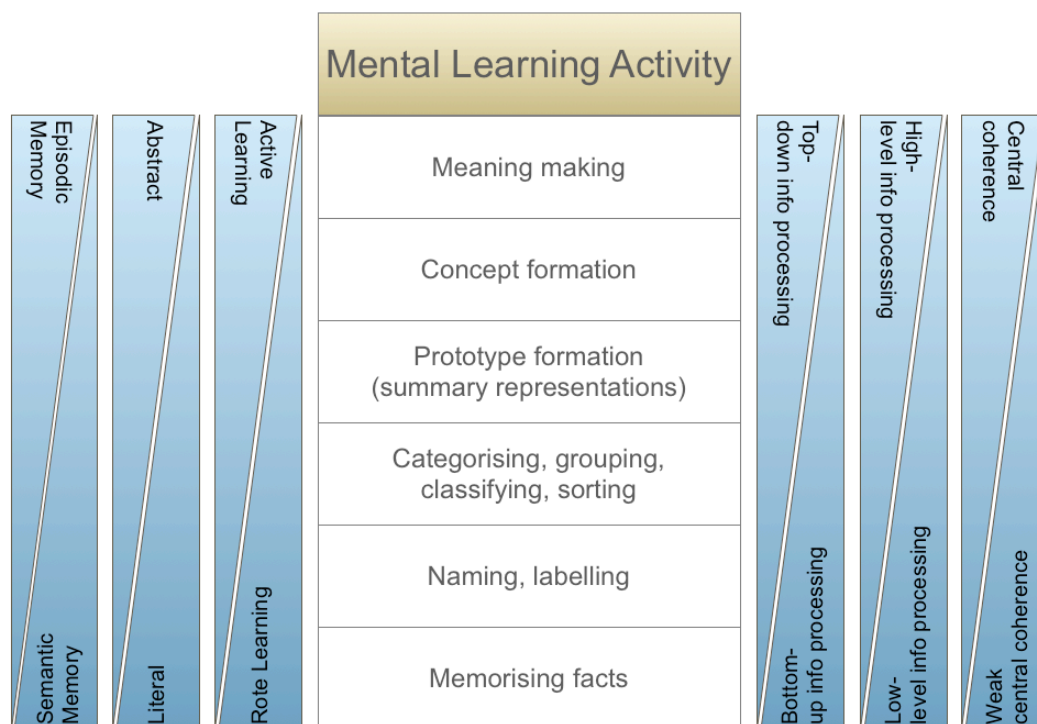 Mental Learning Activity
Episodic
Memory
Abstract
Active
Learning
Semantic
Memory
Literal
Rote Learning
Meaning making
Concept formation
Prototype formation
(summary representations)
Categorising, grouping,
classifying, sorting
Naming, labelling
Memorising facts
Top-
down info processing
High-
level info processing
Central
coherence
Bottom-
up info processing
Low-
level info processing
Weak
central coherence